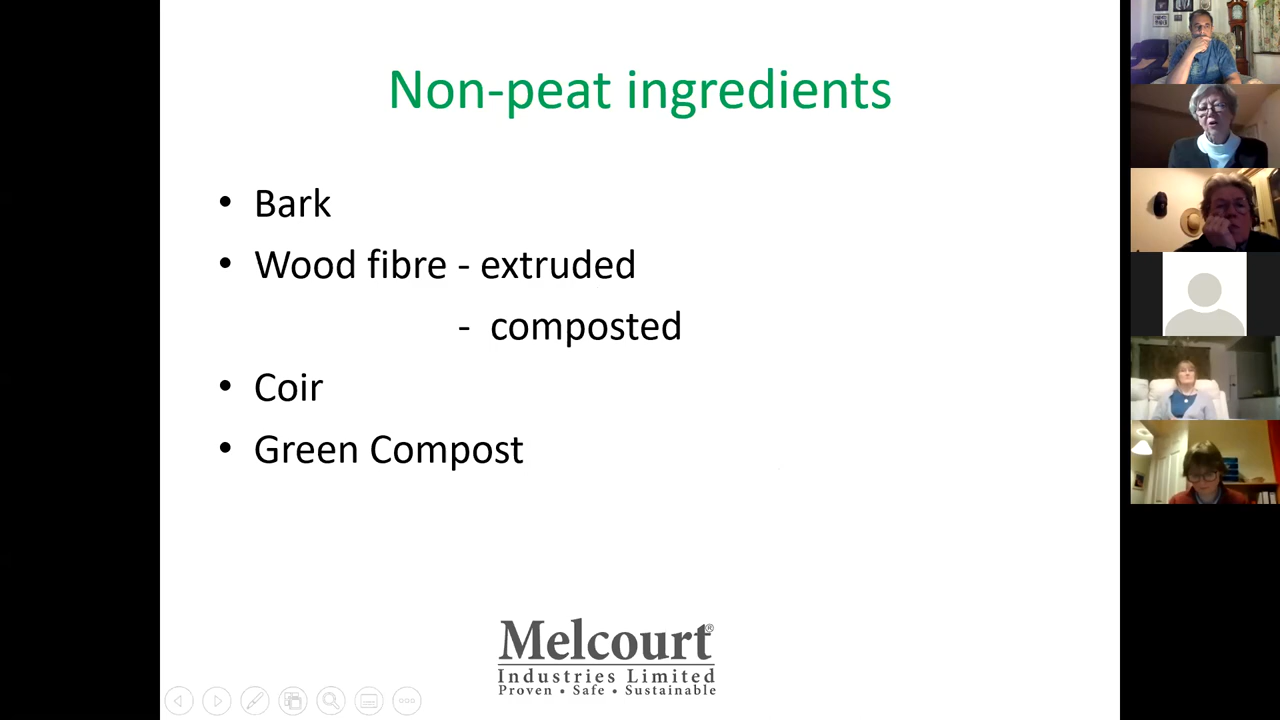 Non-peat ingredients
• Bark
• Wood fibre - extruded
- composted
• Coir
• Green Compost
Melcourt®
Industries Limited
Proven • Safe • Sustainable